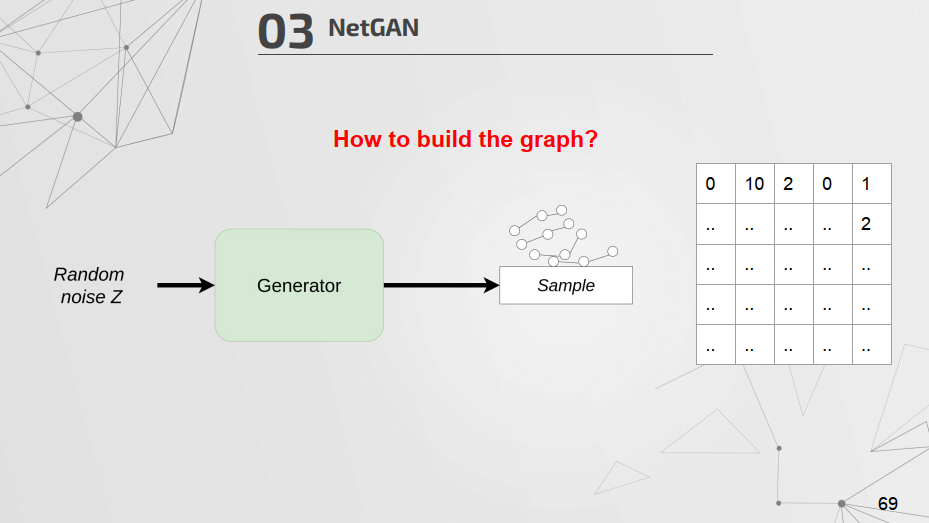 03 NetGAN
How to build the graph?
Random
noise Z
Generator
Sample
0 10 2 0 1
.. .. .. .. 2
.. .. .. .. ..
.. .. .. .. ..
.. .. .. .. ..
69